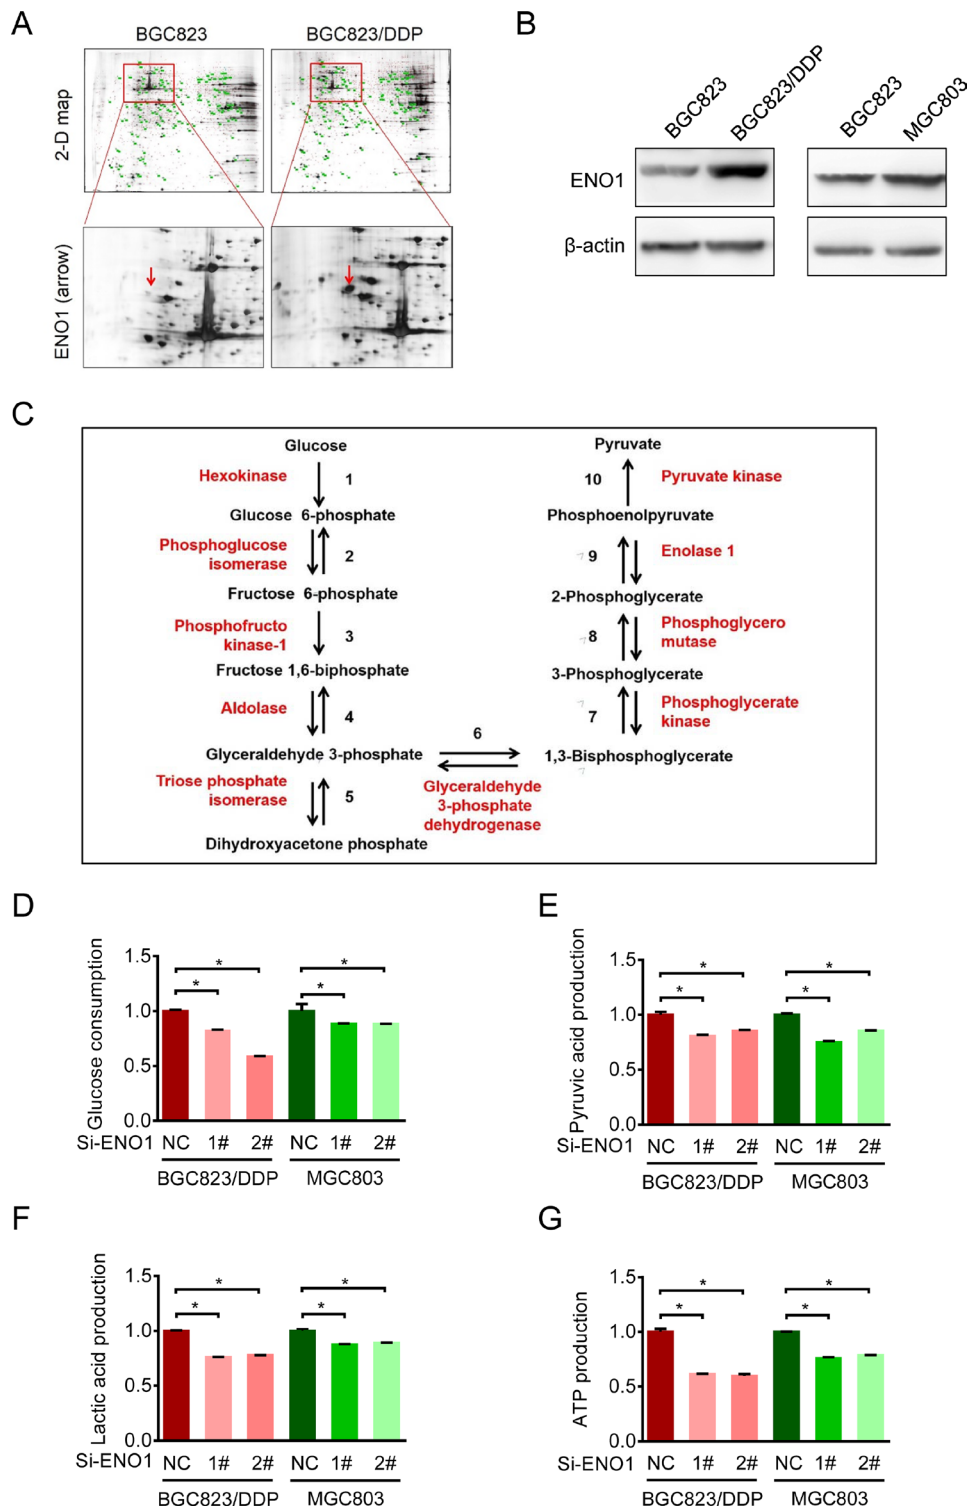 A
BGC823
BGC823/DDP
2-D map
ENO1 (arrow)
B
BGC823
BGC823/DDP
BGC823
MGC803
ENO1
β-actin
C
Glucose
Hexokinase
1
Glucose 6-phosphate
Phosphoglucose
isomerase
2
Fructose 6-phosphate
Phosphofructo
kinase-1
3
Fructose 1,6-biphosphate
Aldolase
4
Glyceraldehyde 3-phosphate
Triose phosphate
isomerase
5
Dihydroxyacetone phosphate
6
Glyceraldehyde
3-phosphate
dehydrogenase
Pyruvate
10
Pyruvate kinase
Phosphoenolpyruvate
9
Enolase 1
2-Phosphoglycerate
8
Phosphoglycero
mutase
3-Phosphoglycerate
7
Phosphoglycerate
kinase
1,3-Bisphosphoglycerate
D
Glucose consumption
1.5
1.0
0.5
0.0
* * * *
Si-ENO1 NC 1# 2# NC 1# 2#
BGC823/DDP MGC803
E
Pyruvic acid production
1.5
1.0
0.5
0.0
* * * *
Si-ENO1 NC 1# 2# NC 1# 2#
BGC823/DDP MGC803
F
Lactic acid production
1.5
1.0
0.5
0.0
* * * *
Si-ENO1 NC 1# 2# NC 1# 2#
BGC823/DDP MGC803
G
ATP production
1.5
1.0
0.5
0.0
* * * *
Si-ENO1 NC 1# 2# NC 1# 2#
BGC823/DDP MGC803